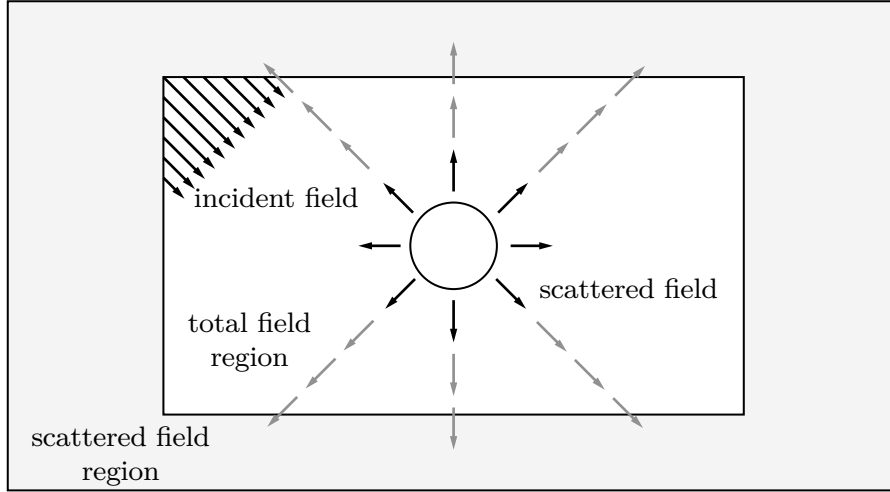 incident field
scattered field
total field
region
scattered field
region